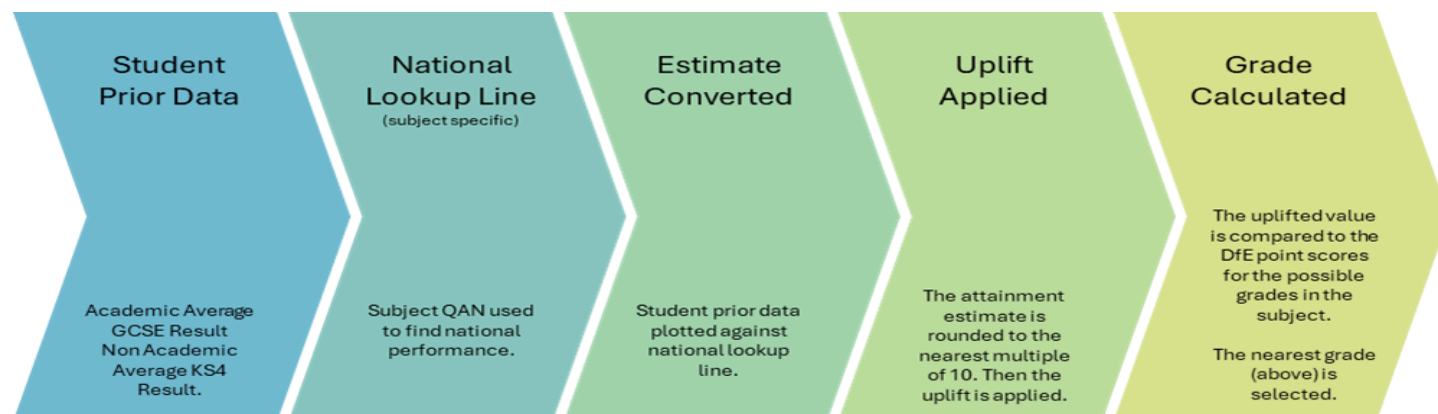 Student
Prior Data
Academic Average
GCSE Result
Non Academic
Average KS4
Result.
National
Lookup Line
(subject specific)
Subject QAN used
to find national
performance.
Estimate
Converted
Student prior data
plotted against
national lookup
line.
Uplift
Applied
The attainment
estimate is
rounded to the
nearest multiple
of 10. Then the
uplift is applied.
Grade
Calculated
The uplifted value
is compared to the
DfE point scores
for the possible
grades in the
subject.
The nearest grade
(above) is
selected.